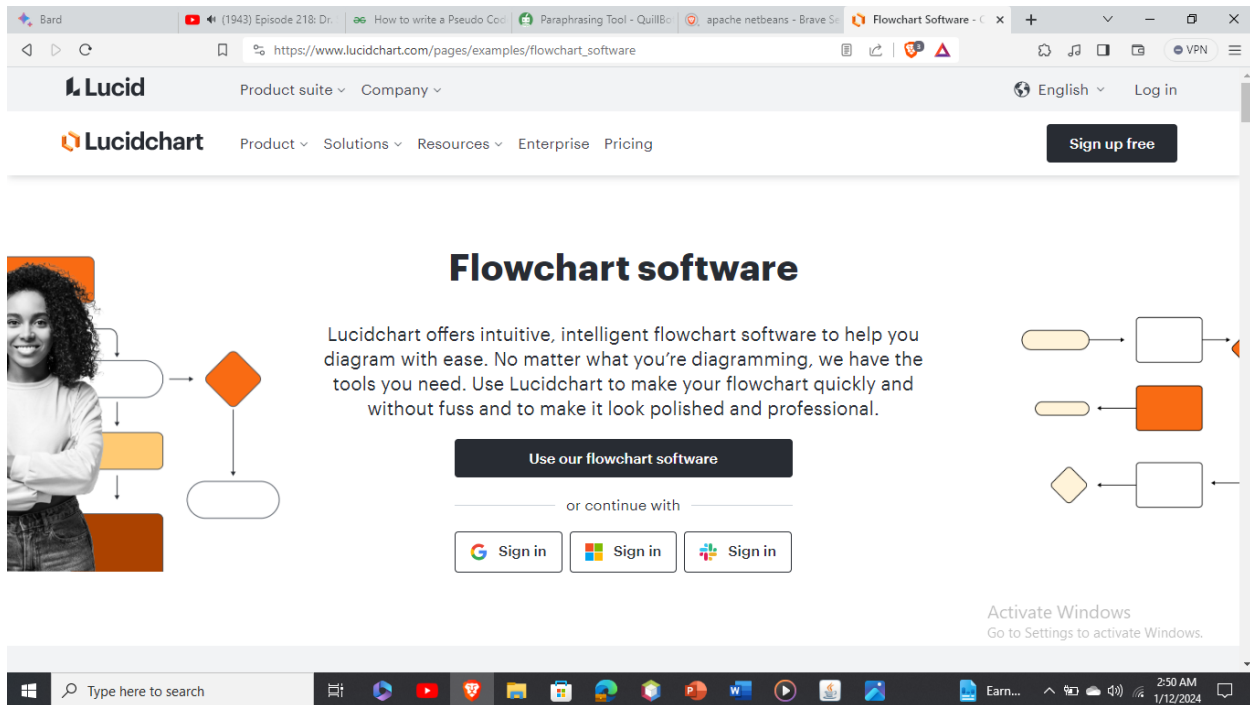 Bard
(1943) Episode 218: Dr.
How to write a Pseudo Cod
Paraphrasing Tool - QuillBo
apache netbeans - Brave Se
Flowchart Software - C
https://www.lucidchart.com/pages/examples/flowchart_software
VPN
Lucid
Product suite
Company
English
Log in
Lucidchart
Product
Solutions
Resources
Enterprise
Pricing
Sign up free
Flowchart software
Lucidchart offers intuitive, intelligent flowchart software to help you
diagram with ease. No matter what you're diagramming, we have the
tools you need. Use Lucidchart to make your flowchart quickly and
without fuss and to make it look polished and professional.
Use our flowchart software
or continue with
Sign in
Sign in
Sign in
Activate Windows
Go to Settings to activate Windows.
Type here to search
Earn...
2:50 AM
1/12/2024